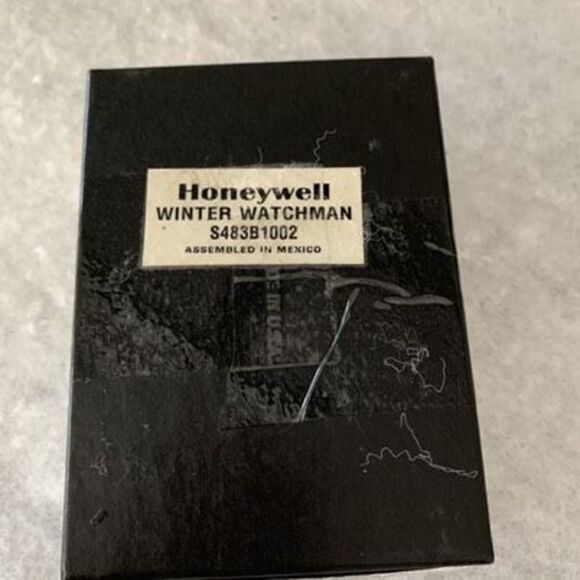 Honeywell
WINTER WATCHMAN
S483B1002
ASSEMBLED IN MEXICO